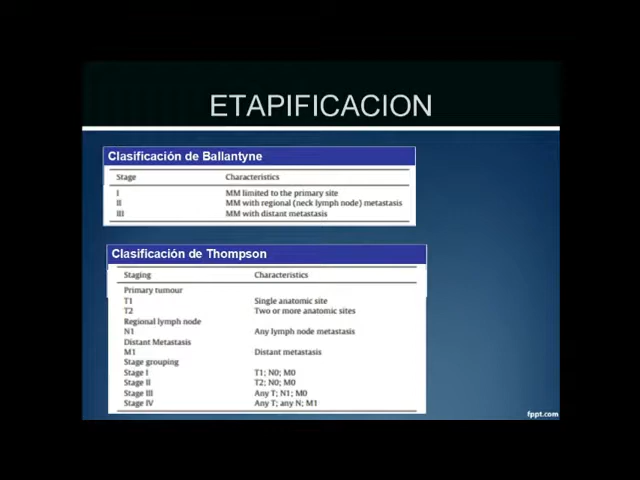 ETAPIFICACION
Clasificación de Ballantyne
Stage Characteristics
I MM limited to the primary site
II MM with regional (neck lymph node) metastasis
III MM with distant metastasis
Clasificación de Thompson
Staging Characteristics
Primary tumour
T1 Single anatomic site
T2 Two or more anatomic sites
Regional lymph node
N1 Any lymph node metastasis
Distant Metastasis
M1 Distant metastasis
Stage grouping
Stage I T1; N0; M0
Stage II T2; N0; M0
Stage III Any T; N1; M0
Stage IV Any T; any N; M1
fppt.com